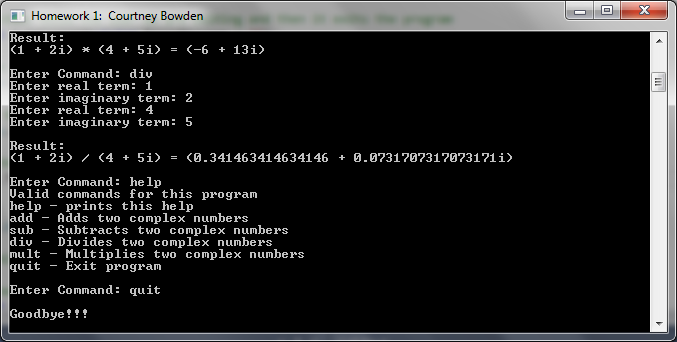 Homework 1:  Courtney Bowden
Result:
(1 + 2i) * (4 + 5i) = (-6 + 13i)
Enter Command: div
Enter real term: 1
Enter imaginary term: 2
Enter real term: 4
Enter imaginary term: 5
Result:
(1 + 2i) / (4 + 5i) = (0.341463414634146 + 0.0731707317073171i)
Enter Command: help
Valid commands for this program
help - prints this help
add - Adds two complex numbers
sub - Subtracts two complex numbers
div - Divides two complex numbers
mult - Multiplies two complex numbers
quit - Exit program
Enter Command: quit
Goodbye!!!